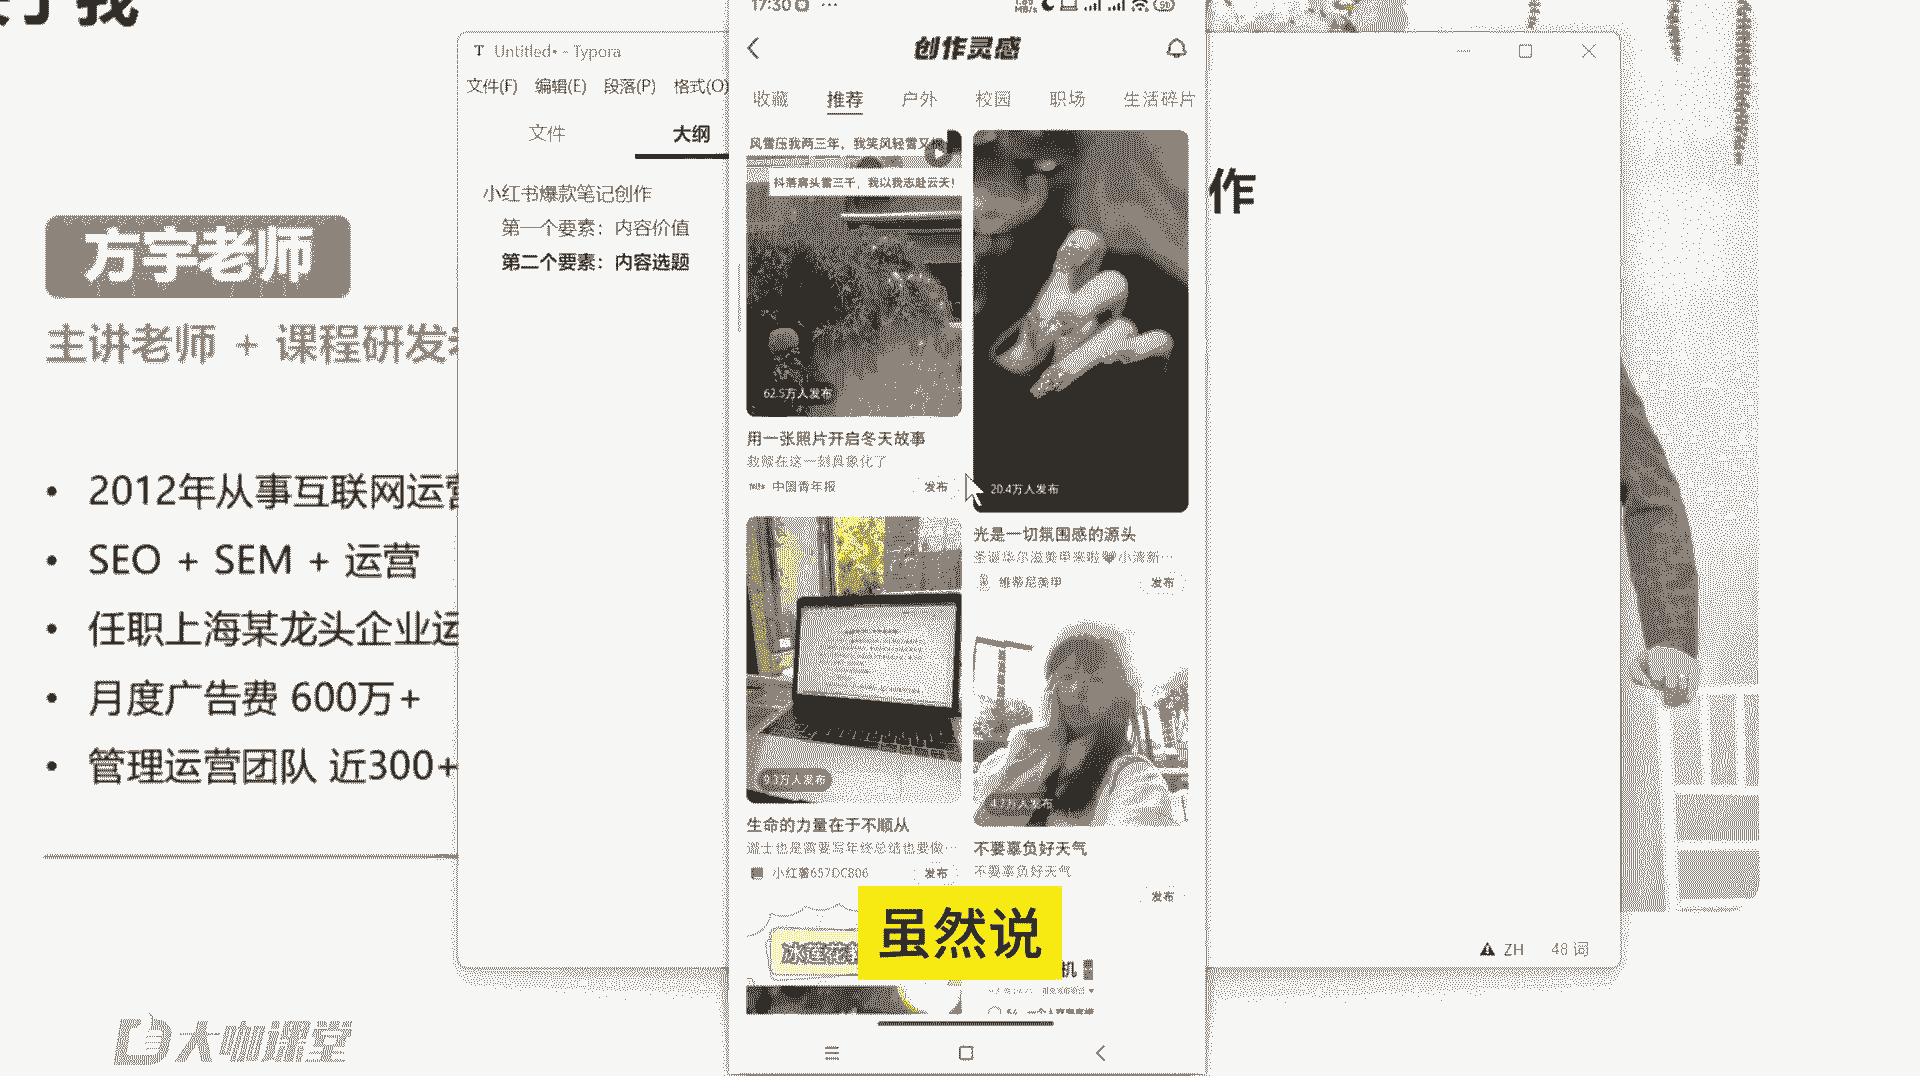 了我
方宇老师
主讲老师 + 课程研发
2012年从事互联网运营
SEO + SEM + 运营
任职上海某龙头企业运
月度广告费 600万+
管理运营团队 近300+
大咖课堂
Untitled• - Typora
文件(F) 编辑(E) 段落(P) 格式(O)
文件 大纲
小红书爆款笔记创作
第一个要素：内容价值
第二个要素：内容选题
作
ZH 48 词
17:30
创作灵感
收藏 推荐 户外 校园 职场 生活碎片
风雪压我两三年，我笑风轻雪又
抖落肩头雪三千，我以我志赴云天！
62.5万人发布
用一张照片开启冬天故事
救赎在这一刻具象化了
中国青年报 发布
20.4万人发布
光是一切氛围感的源头
圣诞华尔滋美甲来啦
维蒂尼美甲 发布
9.3万人发布
生命的力量在于不顺从
道士也是需要写年终总结也要做…
小红薯657DC806 发布
4.7万人发布
不要辜负好天气
不要辜负好天气
发布
机
虽然说